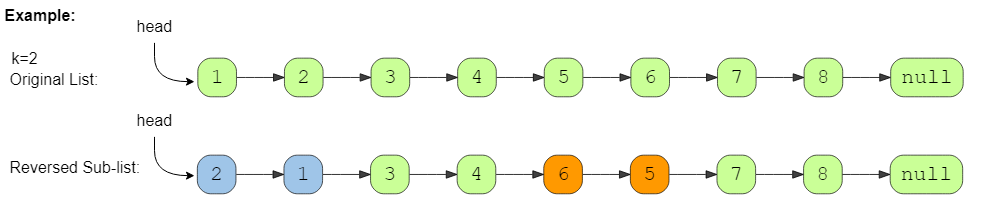 Example:
head
k=2
Original List:
1 2 3 4 5 6 7 8 null
head
Reversed Sub-list:
2 1 3 4 6 5 7 8 null